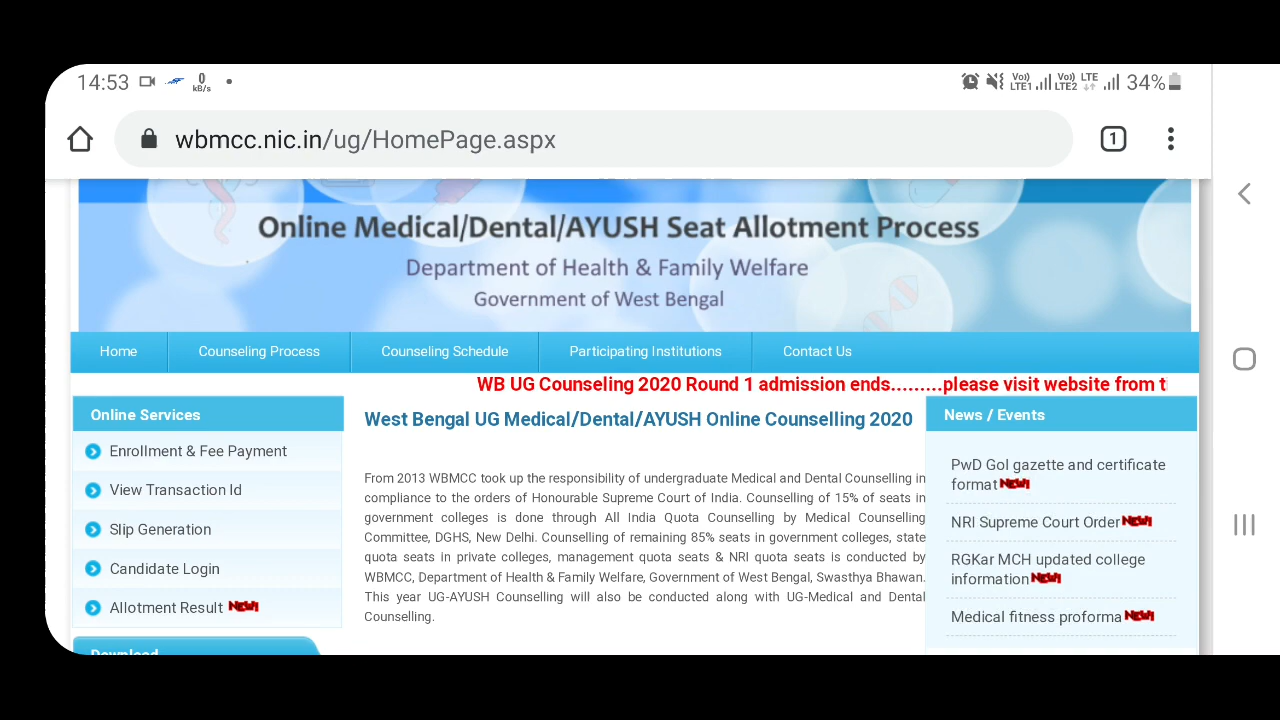 14:53 0 kB/s Vo) LTE1 Vo) LTE2 LTE 34%
wbmcc.nic.in/ug/HomePage.aspx
1
Online Medical/Dental/AYUSH Seat Allotment Process
Department of Health & Family Welfare
Government of West Bengal
Home Counseling Process Counseling Schedule Participating Institutions Contact Us
WB UG Counseling 2020 Round 1 admission ends.........please visit website from t
Online Services
Enrollment & Fee Payment
View Transaction Id
Slip Generation
Candidate Login
Allotment Result NEW!
Download
West Bengal UG Medical/Dental/AYUSH Online Counselling 2020
From 2013 WBMCC took up the responsibility of undergraduate Medical and Dental Counselling in
compliance to the orders of Honourable Supreme Court of India. Counselling of 15% of seats in
government colleges is done through All India Quota Counselling by Medical Counselling
Committee, DGHS, New Delhi. Counselling of remaining 85% seats in government colleges, state
quota seats in private colleges, management quota seats & NRI quota seats is conducted by
WBMCC, Department of Health & Family Welfare, Government of West Bengal, Swasthya Bhawan.
This year UG-AYUSH Counselling will also be conducted along with UG-Medical and Dental
Counselling.
News / Events
PwD GoI gazette and certificate
format NEW!
NRI Supreme Court Order NEW!
RGKar MCH updated college
information NEW!
Medical fitness proforma NEW!